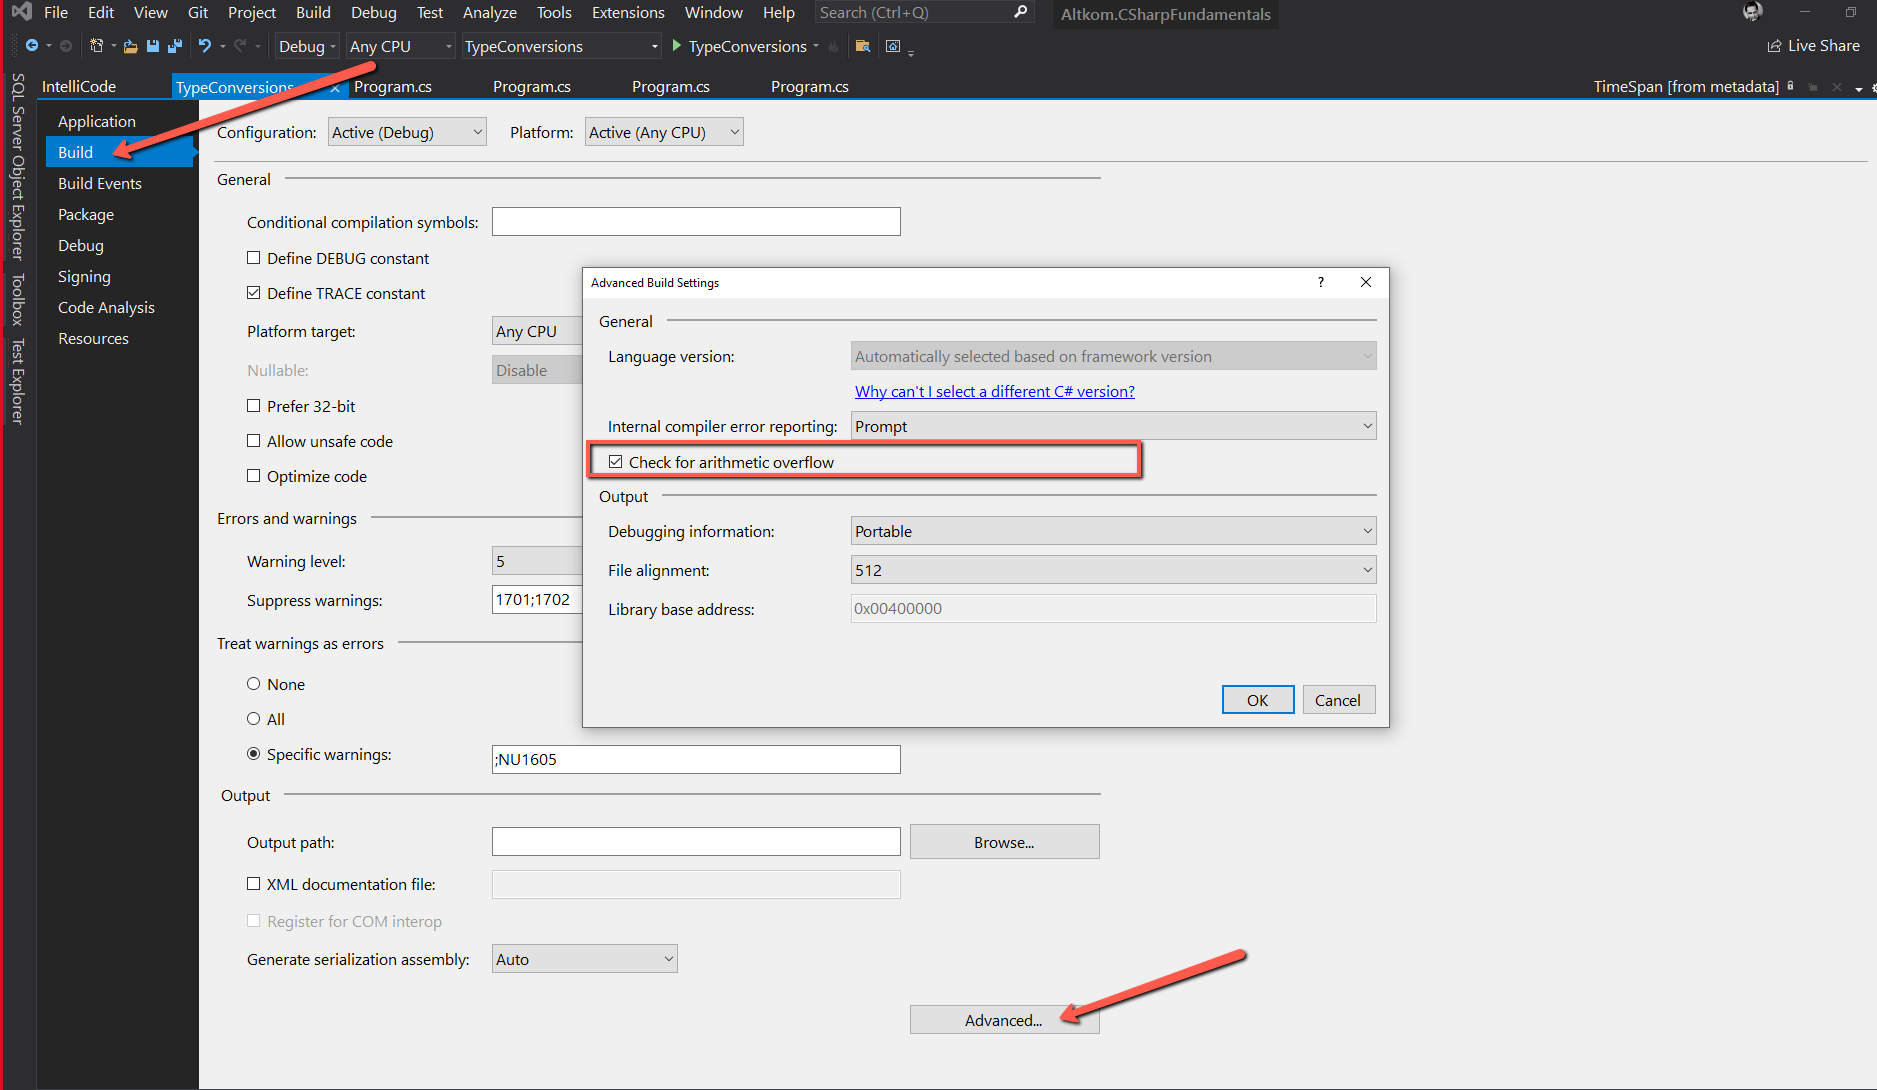 File Edit View Git Project Build Debug Test Analyze Tools Extensions Window Help Search (Ctrl+Q) Altkom.CSharpFundamentals
Debug Any CPU TypeConversions TypeConversions Live Share
IntelliCode TypeConversions Program.cs Program.cs Program.cs Program.cs TimeSpan [from metadata]
SQL Server Object Explorer
Toolbox
Test Explorer
Application
Build
Build Events
Package
Debug
Signing
Code Analysis
Resources
Configuration: Active (Debug) Platform: Active (Any CPU)
General
Conditional compilation symbols:
Define DEBUG constant
Define TRACE constant
Platform target: Any CPU
Nullable: Disable
Prefer 32-bit
Allow unsafe code
Optimize code
Errors and warnings
Warning level: 5
Suppress warnings: 1701;1702
Treat warnings as errors
None
All
Specific warnings: ;NU1605
Output
Output path: Browse...
XML documentation file:
Register for COM interop
Generate serialization assembly: Auto
Advanced...
Advanced Build Settings ?
General
Language version: Automatically selected based on framework version
Why can't I select a different C# version?
Internal compiler error reporting: Prompt
Check for arithmetic overflow
Output
Debugging information: Portable
File alignment: 512
Library base address: 0x00400000
OK Cancel